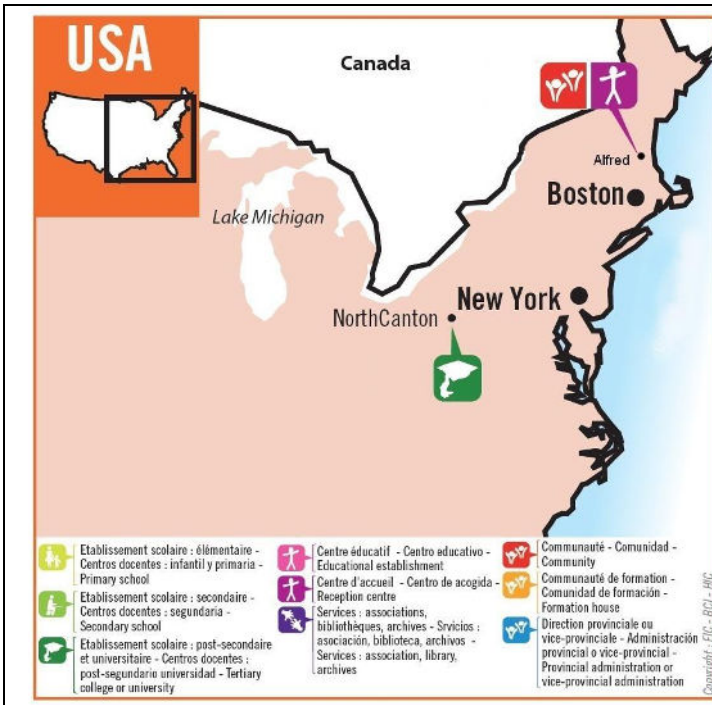 USA
Canada
Alfred
Boston
Lake Michigan
New York
NorthCanton
Etablissement scolaire : élémentaire -
Centros docentes : infantil y primaria -
Primary school
Etablissement scolaire : secondaire -
Centros docentes : segundaria -
Secondary school
Etablissement scolaire : post-secondaire
et universitaire - Centros docentes :
post-segundario universidad - Tertiary
college or university
Centre éducatif - Centro educativo -
Educational establishment
Centre d'accueil - Centro de acogida -
Reception centre
Services : associations,
bibliothèques, archives - Srvicios :
asociación, biblioteca, archivos -
Services : association, library,
archives
Communauté - Comunidad -
Community
Communauté de formation -
Comunidad de formación -
Formation house
Direction provinciale ou
vice-provinciale - Administración
provincial o vice-provincial -
Provincial administration or
vice-provincial administration
Copyright : FIC - BCI - HIG